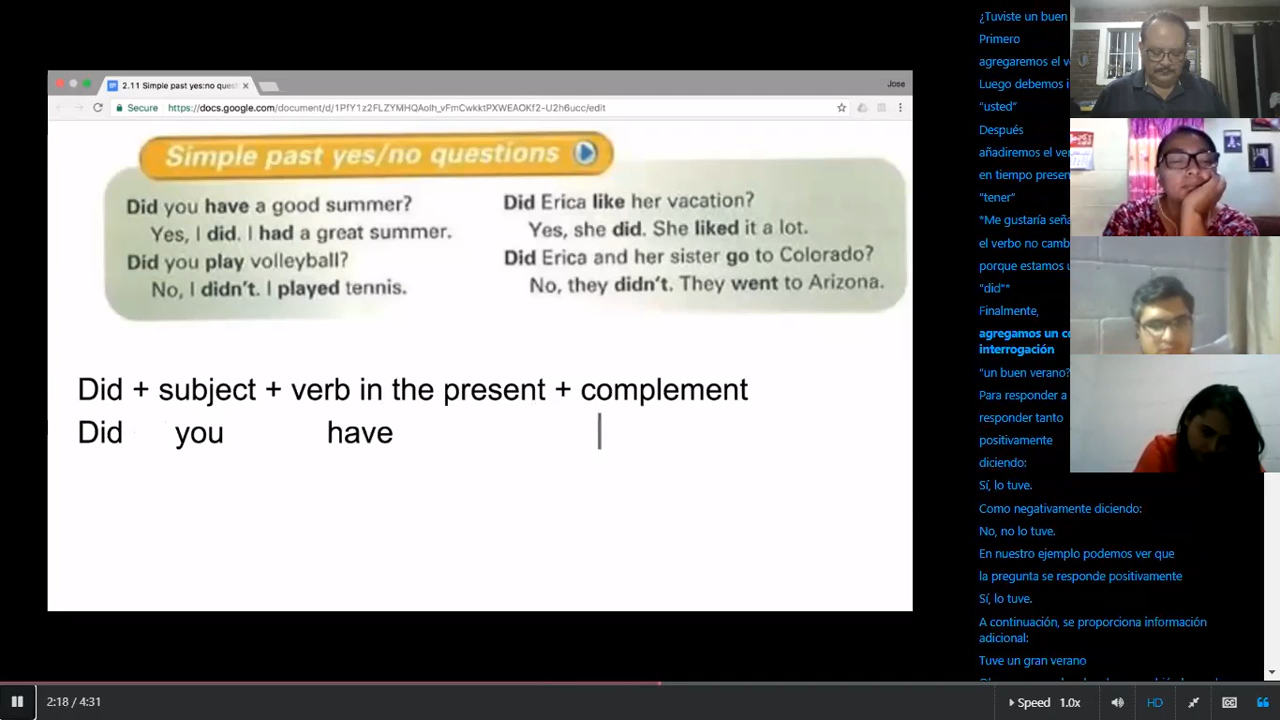 2.11 Simple past yes:no quest
Jose
Secure https://docs.google.com/document/d/1PfY1z2FLZYMHQAolh_vFmCwkktPXWEAOKf2-U2h6ucc/edit
Simple past yes/no questions
Did you have a good summer?
Yes, I did. I had a great summer.
Did you play volleyball?
No, I didn't. I played tennis.
Did Erica like her vacation?
Yes, she did. She liked it a lot.
Did Erica and her sister go to Colorado?
No, they didn't. They went to Arizona.
Did + subject + verb in the present + complement
Did you have
¿Tuviste un buen
Primero
agregaremos el
Luego debemos
“usted”
Después
añadiremos el
en tiempo
"tener"
*Me gustaría
el verbo no
porque estamos
"did"*
Finalmente,
agregamos un
interrogación
"un buen verano?
Para responder a
responder tanto
positivamente
diciendo:
Sí, lo tuve.
Como negativamente diciendo:
No, no lo tuve.
En nuestro ejemplo podemos ver que
la pregunta se responde positivamente
Sí, lo tuve.
A continuación, se proporciona información
adicional:
Tuve un gran verano
2:18 / 4:31
Speed 1.0x
HD
CC